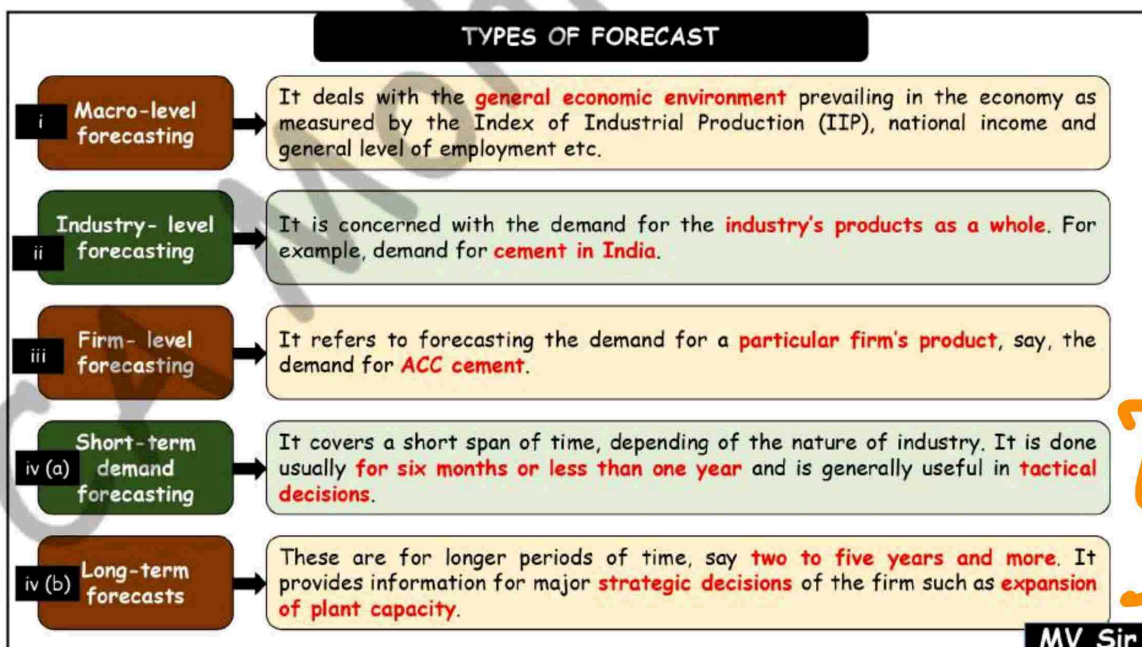 TYPES OF FORECAST
i
Macro-level
forecasting
It deals with the general economic environment prevailing in the economy as
measured by the Index of Industrial Production (IIP), national income and
general level of employment etc.
ii
Industry- level
forecasting
It is concerned with the demand for the industry's products as a whole. For
example, demand for cement in India.
iii
Firm- level
forecasting
It refers to forecasting the demand for a particular firm's product, say, the
demand for ACC cement.
iv (a)
Short-term
demand
forecasting
It covers a short span of time, depending of the nature of industry. It is done
usually for six months or less than one year and is generally useful in tactical
decisions.
iv (b)
Long-term
forecasts
These are for longer periods of time, say two to five years and more. It
provides information for major strategic decisions of the firm such as expansion
of plant capacity.
MV Sir
CA